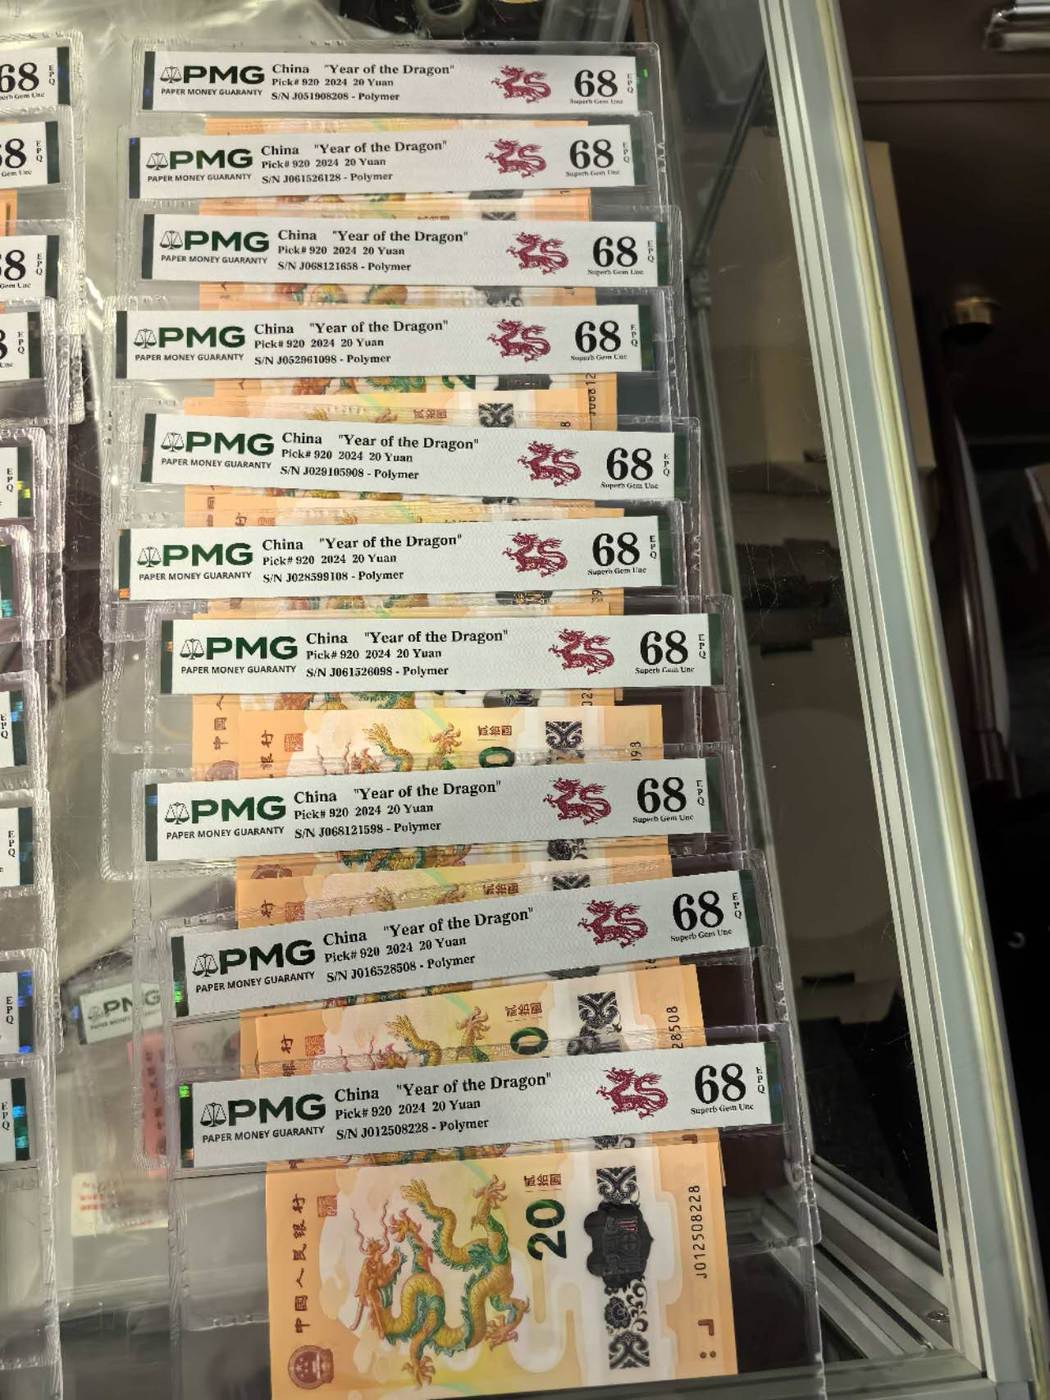 PMG
PAPER MONEY GUARANTY
China "Year of the Dragon"
Pick# 920 2024 20 Yuan
S/N J051908208 - Polymer
68
Superb Gem Unc
EPQ
PMG
PAPER MONEY GUARANTY
China "Year of the Dragon"
Pick# 920 2024 20 Yuan
S/N J061526128 - Polymer
68
Superb Gem Unc
EPQ
PMG
PAPER MONEY GUARANTY
China "Year of the Dragon"
Pick# 920 2024 20 Yuan
S/N J068121658 - Polymer
68
Superb Gem Unc
EPQ
PMG
PAPER MONEY GUARANTY
China "Year of the Dragon"
Pick# 920 2024 20 Yuan
S/N J052961098 - Polymer
68
Superb Gem Unc
EPQ
PMG
PAPER MONEY GUARANTY
China "Year of the Dragon"
Pick# 920 2024 20 Yuan
S/N J029105908 - Polymer
68
Superb Gem Unc
EPQ
PMG
PAPER MONEY GUARANTY
China "Year of the Dragon"
Pick# 920 2024 20 Yuan
S/N J028599108 - Polymer
68
Superb Gem Unc
EPQ
PMG
PAPER MONEY GUARANTY
China "Year of the Dragon"
Pick# 920 2024 20 Yuan
S/N J061526098 - Polymer
68
Superb Gem Unc
EPQ
PMG
PAPER MONEY GUARANTY
China "Year of the Dragon"
Pick# 920 2024 20 Yuan
S/N J068121598 - Polymer
68
Superb Gem Unc
EPQ
PMG
PAPER MONEY GUARANTY
China "Year of the Dragon"
Pick# 920 2024 20 Yuan
S/N J016528508 - Polymer
68
Superb Gem Unc
EPQ
28508
PMG
PAPER MONEY GUARANTY
China "Year of the Dragon"
Pick# 920 2024 20 Yuan
S/N J012508228 - Polymer
68
Superb Gem Unc
EPQ
中國人民銀行
20
J012508228